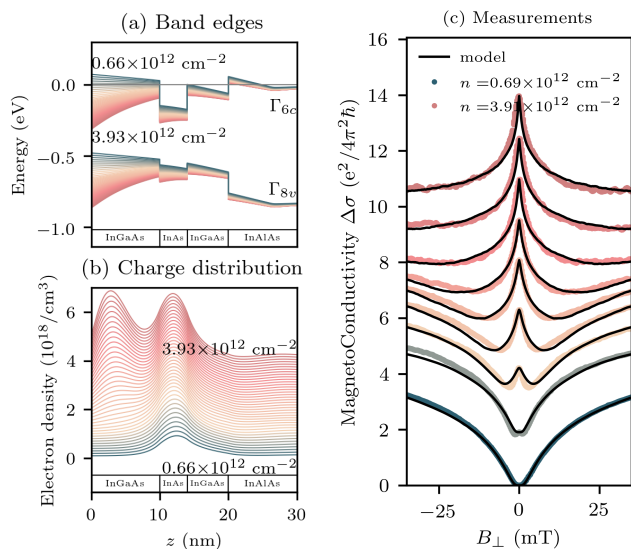 (a) Band edges
0.66×10¹² cm⁻²
3.93×10¹² cm⁻²
Γ6c
Γ8v
Energy (eV)
0.0
−0.5
−1.0
InGaAs InAs InGaAs InAlAs
(b) Charge distribution
3.93×10¹² cm⁻²
0.66×10¹² cm⁻²
Electron density (10¹⁸/cm³)
6
4
2
0
InGaAs InAs InGaAs InAlAs
0 10 20 30
z (nm)
(c) Measurements
model
n =0.69×10¹² cm⁻²
n =3.91×10¹² cm⁻²
MagnetoConductivity Δσ (e²/4π²ħ)
16
14
12
10
8
6
4
2
0
−25 0 25
B⊥ (mT)